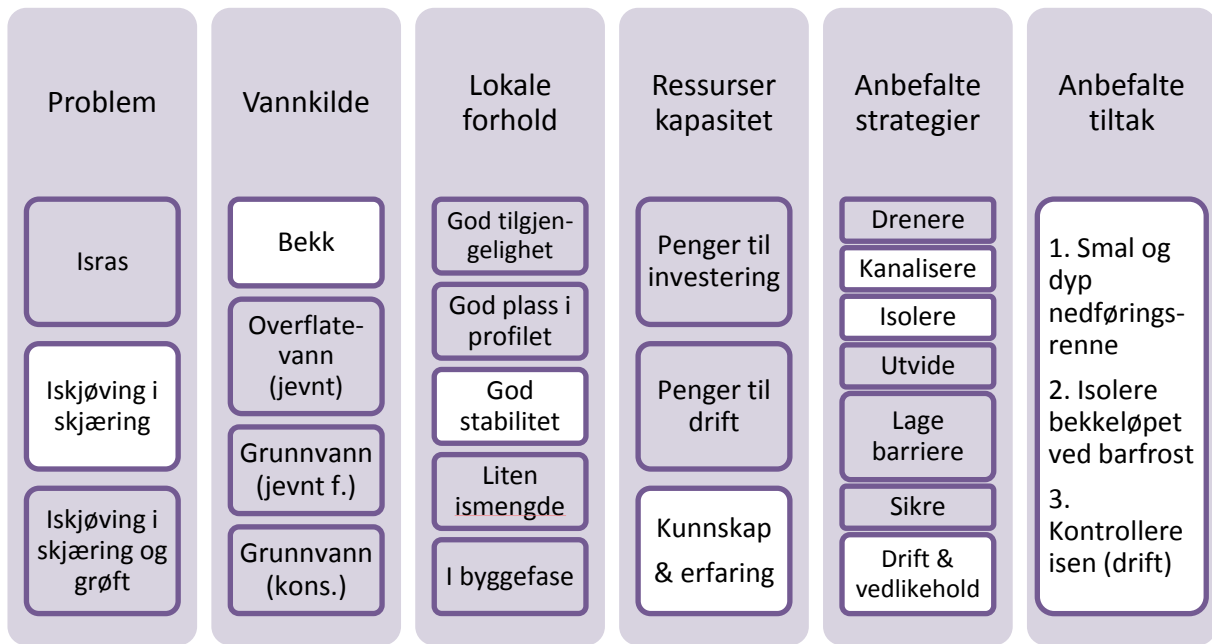 Problem
Isras
Iskjøving i
skjæring
Iskjøving i
skjæring og
grøft
Vannkilde
Bekk
Overflate-
vann
(jevnt)
Grunnvann
(jevnt f.)
Grunnvann
(kons.)
Lokale
forhold
God tilgjen-
gelighet
God plass i
profilet
God
stabilitet
Liten
ismengde
I byggefase
Ressurser
kapasitet
Penger til
investering
Penger til
drift
Kunnskap
& erfaring
Anbefalte
strategier
Drenere
Kanalisere
Isolere
Utvide
Lage
barriere
Sikre
Drift &
vedlikehold
Anbefalte
tiltak
1. Smal og
dyp
nedførings-
renne
2. Isolere
bekkeløpet
ved barfrost
3.
Kontrollere
isen (drift)